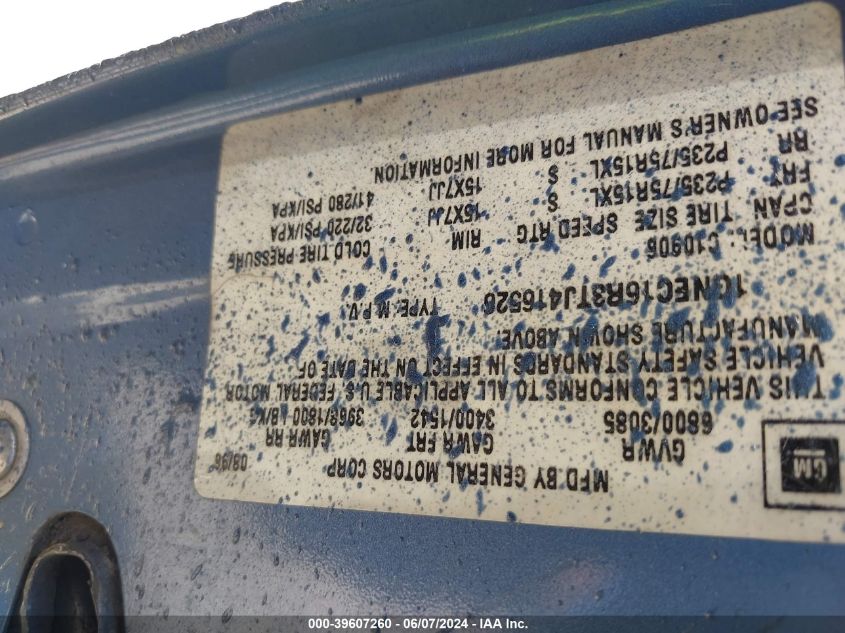 GM
MFD BY GENERAL MOTORS CORP 08/96
GVWR GAWR FRT GAWR RR
6800/3085 3400/1542 3968/1800 LB/KG
THIS VEHICLE CONFORMS TO ALL APPLICABLE U.S. FEDERAL MOTOR
VEHICLE SAFETY STANDARDS IN EFFECT ON THE DATE OF
MANUFACTURE SHOWN ABOVE.
1GNEC16R3TJ416526 TYPE: M.P.V.
MODEL: C10906
CPAN TIRE SIZE SPEED RTG RIM COLD TIRE PRESSURE
FRT P235/75R15XL S 15X7JJ 32/220 PSI/KPA
RR P235/75R15XL S 15X7JJ 41/280 PSI/KPA
SEE OWNER'S MANUAL FOR MORE INFORMATION.
000-39607260 - 06/07/2024 - IAA Inc.